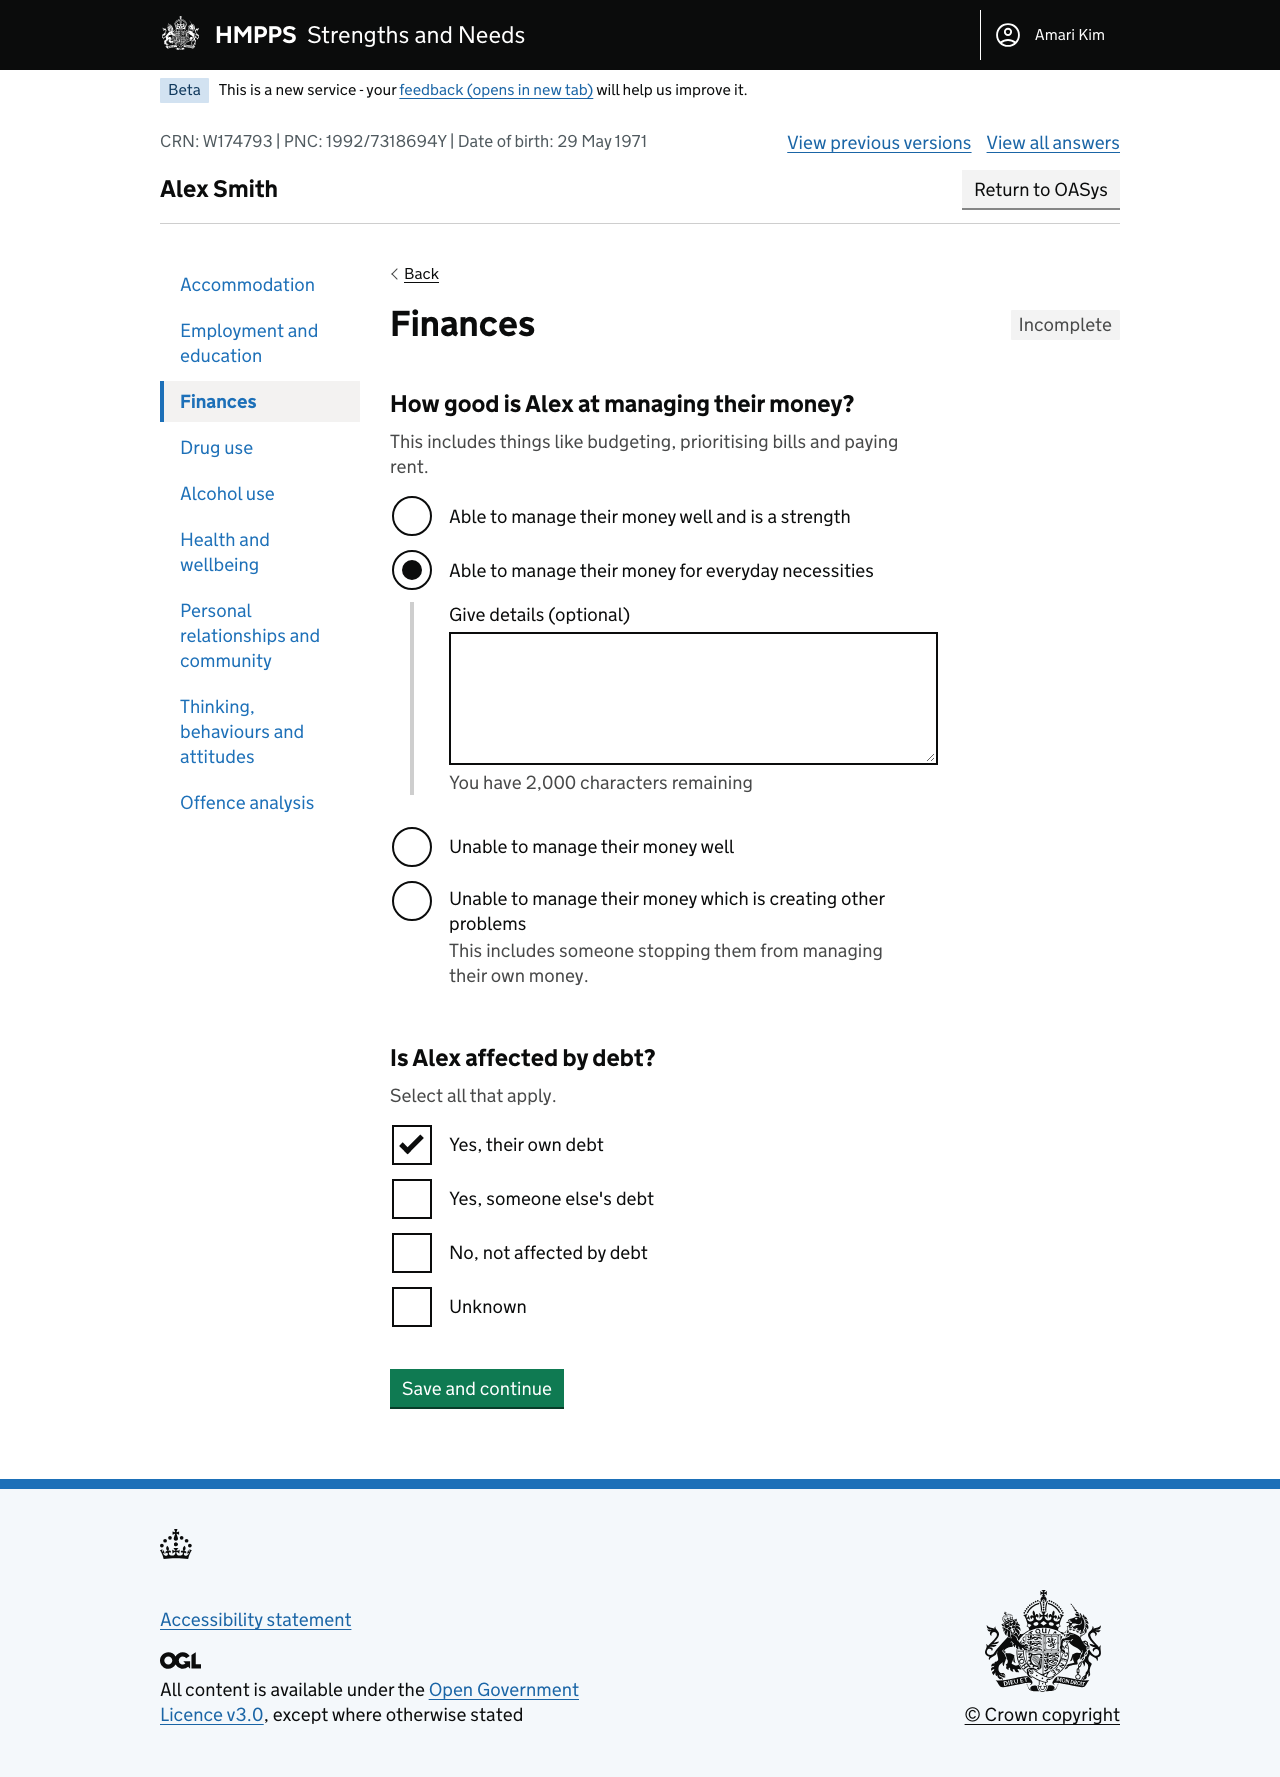 HMPPS Strengths and Needs
Amari Kim
Beta This is a new service - your feedback (opens in new tab) will help us improve it.
CRN: W174793 | PNC: 1992/7318694Y | Date of birth: 29 May 1971
View previous versions View all answers
Alex Smith
Return to OASys
Accommodation
Employment and
education
Finances
Drug use
Alcohol use
Health and
wellbeing
Personal
relationships and
community
Thinking,
behaviours and
attitudes
Offence analysis
Back
Finances
Incomplete
How good is Alex at managing their money?
This includes things like budgeting, prioritising bills and paying
rent.
Able to manage their money well and is a strength
Able to manage their money for everyday necessities
Give details (optional)
You have 2,000 characters remaining
Unable to manage their money well
Unable to manage their money which is creating other
problems
This includes someone stopping them from managing
their own money.
Is Alex affected by debt?
Select all that apply.
Yes, their own debt
Yes, someone else's debt
No, not affected by debt
Unknown
Save and continue
Accessibility statement
OGL
All content is available under the Open Government
Licence v3.0, except where otherwise stated
© Crown copyright